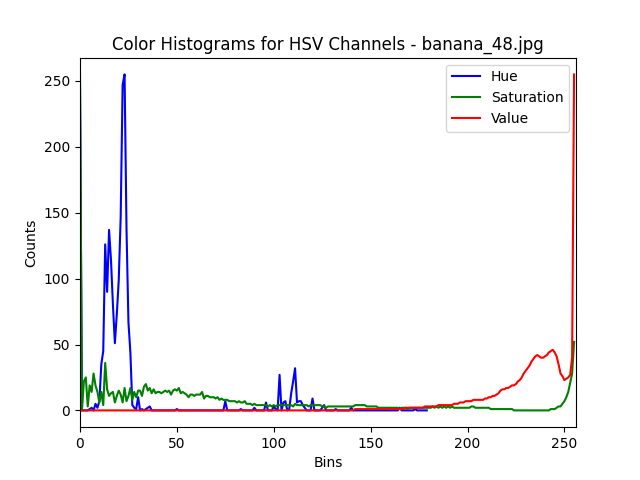 Color Histograms for HSV Channels - banana_48.jpg
Hue
Saturation
Value
Counts
250
200
150
100
50
0
0 50 100 150 200 250
Bins